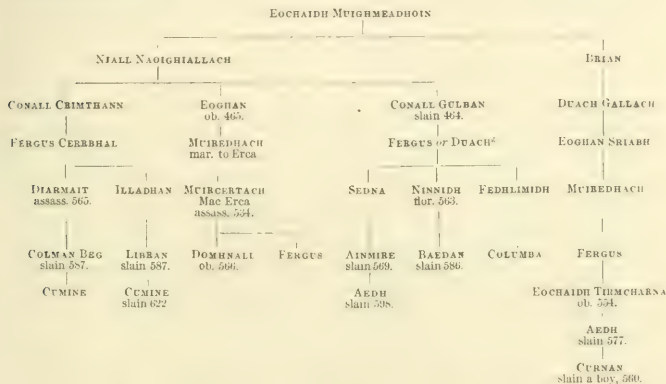 EOCHAIDH MUIGHMEADHOIN
NIALL NAOIGHIALLACH BRIAN
CONALL CRIMTHANN EOGHAN CONALL GULBAN DUACH GALLACH
ob. 465. slain 464.
FERGUS CERRBHAL MUIREDHACH FERGUS or DUACH EOGHAN SRIABH
mar. to Erca
DIARMAIT ILLADHAN MUIRCERTACH SEDNA NINNIDH FEDHLIMIDH MUIREDHACH
assass. 565. Mac Erca flor. 563.
assass. 534.
COLMAN BEG LIBRAN DOMHNALL FERGUS AINMIRE BAEDAN COLUMBA FERGUS
slain 587. slain 587. ob. 566. slain 569. slain 586.
CUMINE CUMINE AEDH EOCHAIDH TIRMCHARNA
slain 622 slain 598. ob. 554.
AEDH
slain 577.
CURNAN
slain a boy, 560.